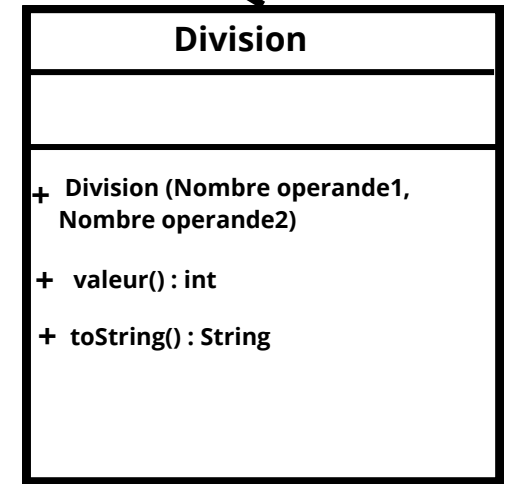 Division
+ Division (Nombre operande1,
Nombre operande2)
+ valeur() : int
+ toString() : String